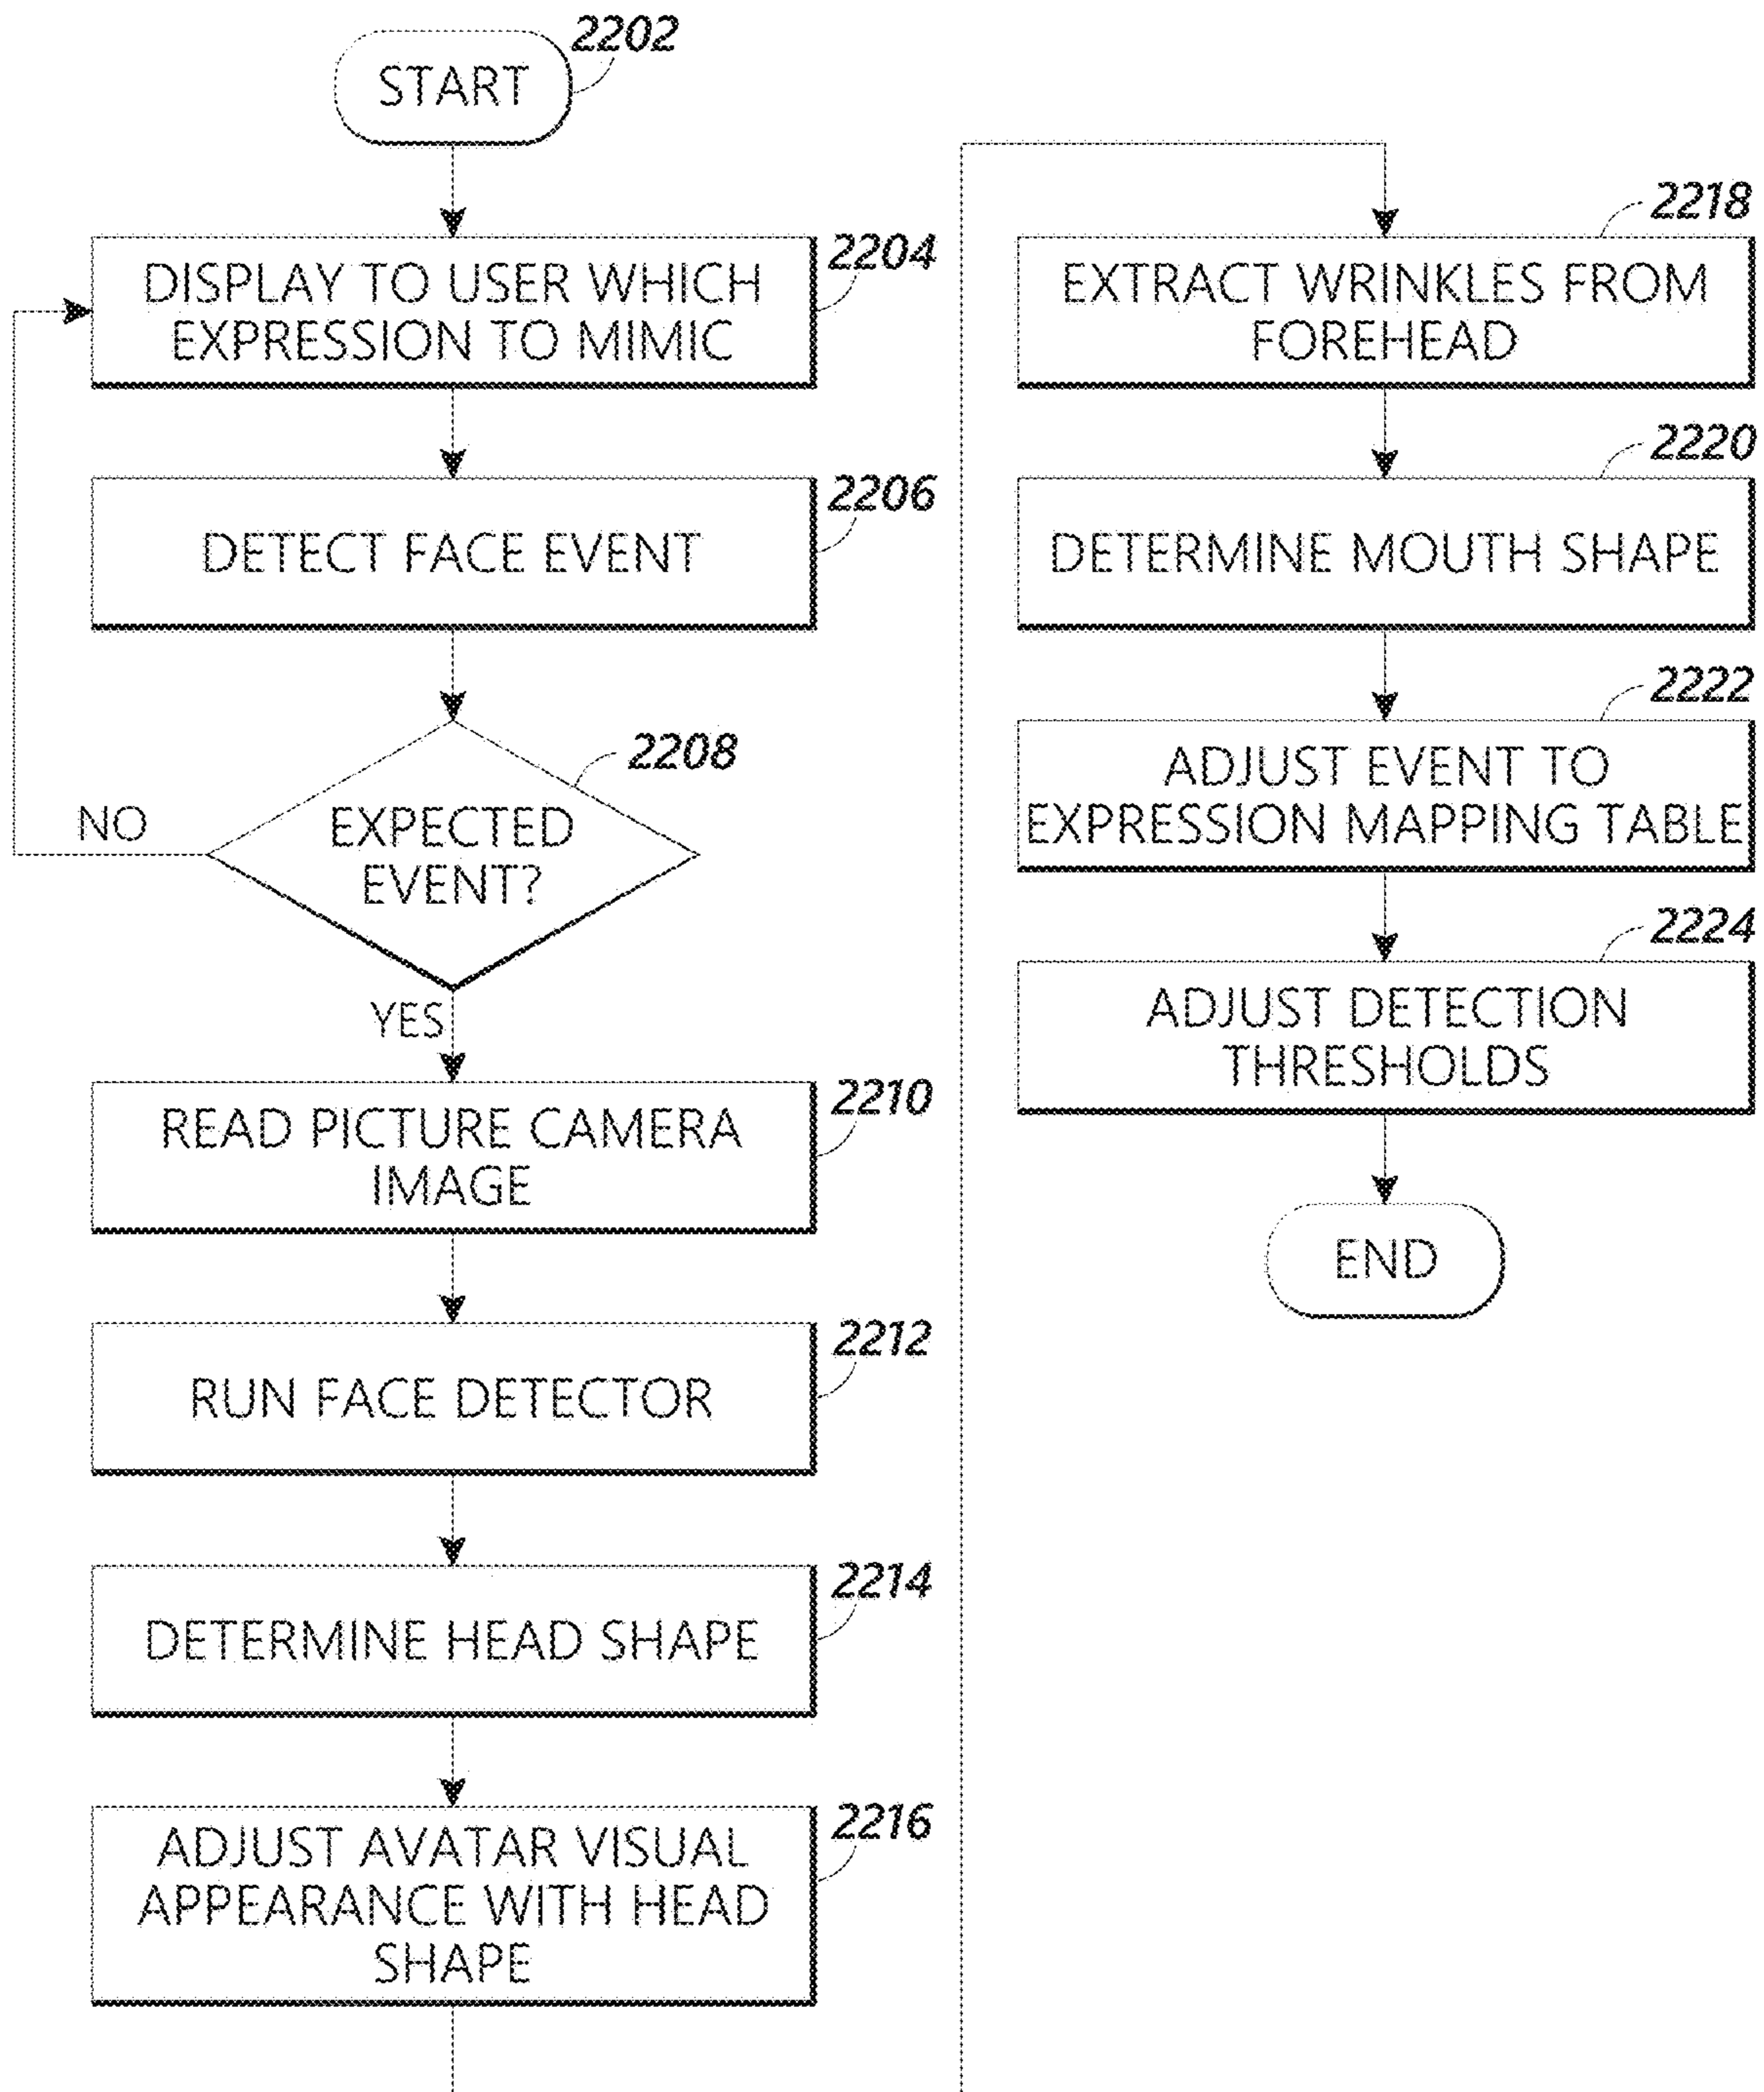 2202
START
2204
DISPLAY TO USER WHICH
EXPRESSION TO MIMIC
2206
DETECT FACE EVENT
2208
EXPECTED
EVENT?
NO
YES
2210
READ PICTURE CAMERA
IMAGE
2212
RUN FACE DETECTOR
2214
DETERMINE HEAD SHAPE
2216
ADJUST AVATAR VISUAL
APPEARANCE WITH HEAD
SHAPE
2218
EXTRACT WRINKLES FROM
FOREHEAD
2220
DETERMINE MOUTH SHAPE
2222
ADJUST EVENT TO
EXPRESSION MAPPING TABLE
2224
ADJUST DETECTION
THRESHOLDS
END